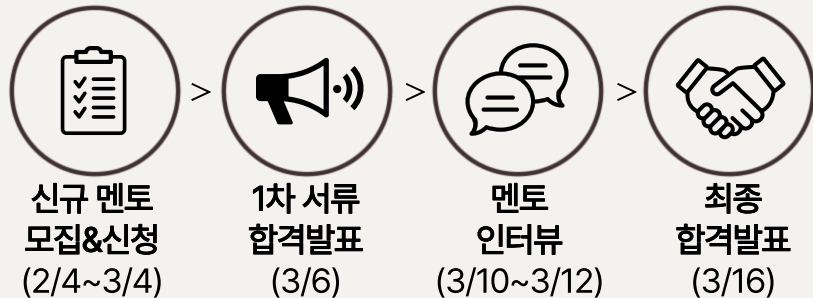 신규 멘토
모집&신청
(2/4~3/4)
>
1차 서류
합격발표
(3/6)
>
멘토
인터뷰
(3/10~3/12)
>
최종
합격발표
(3/16)